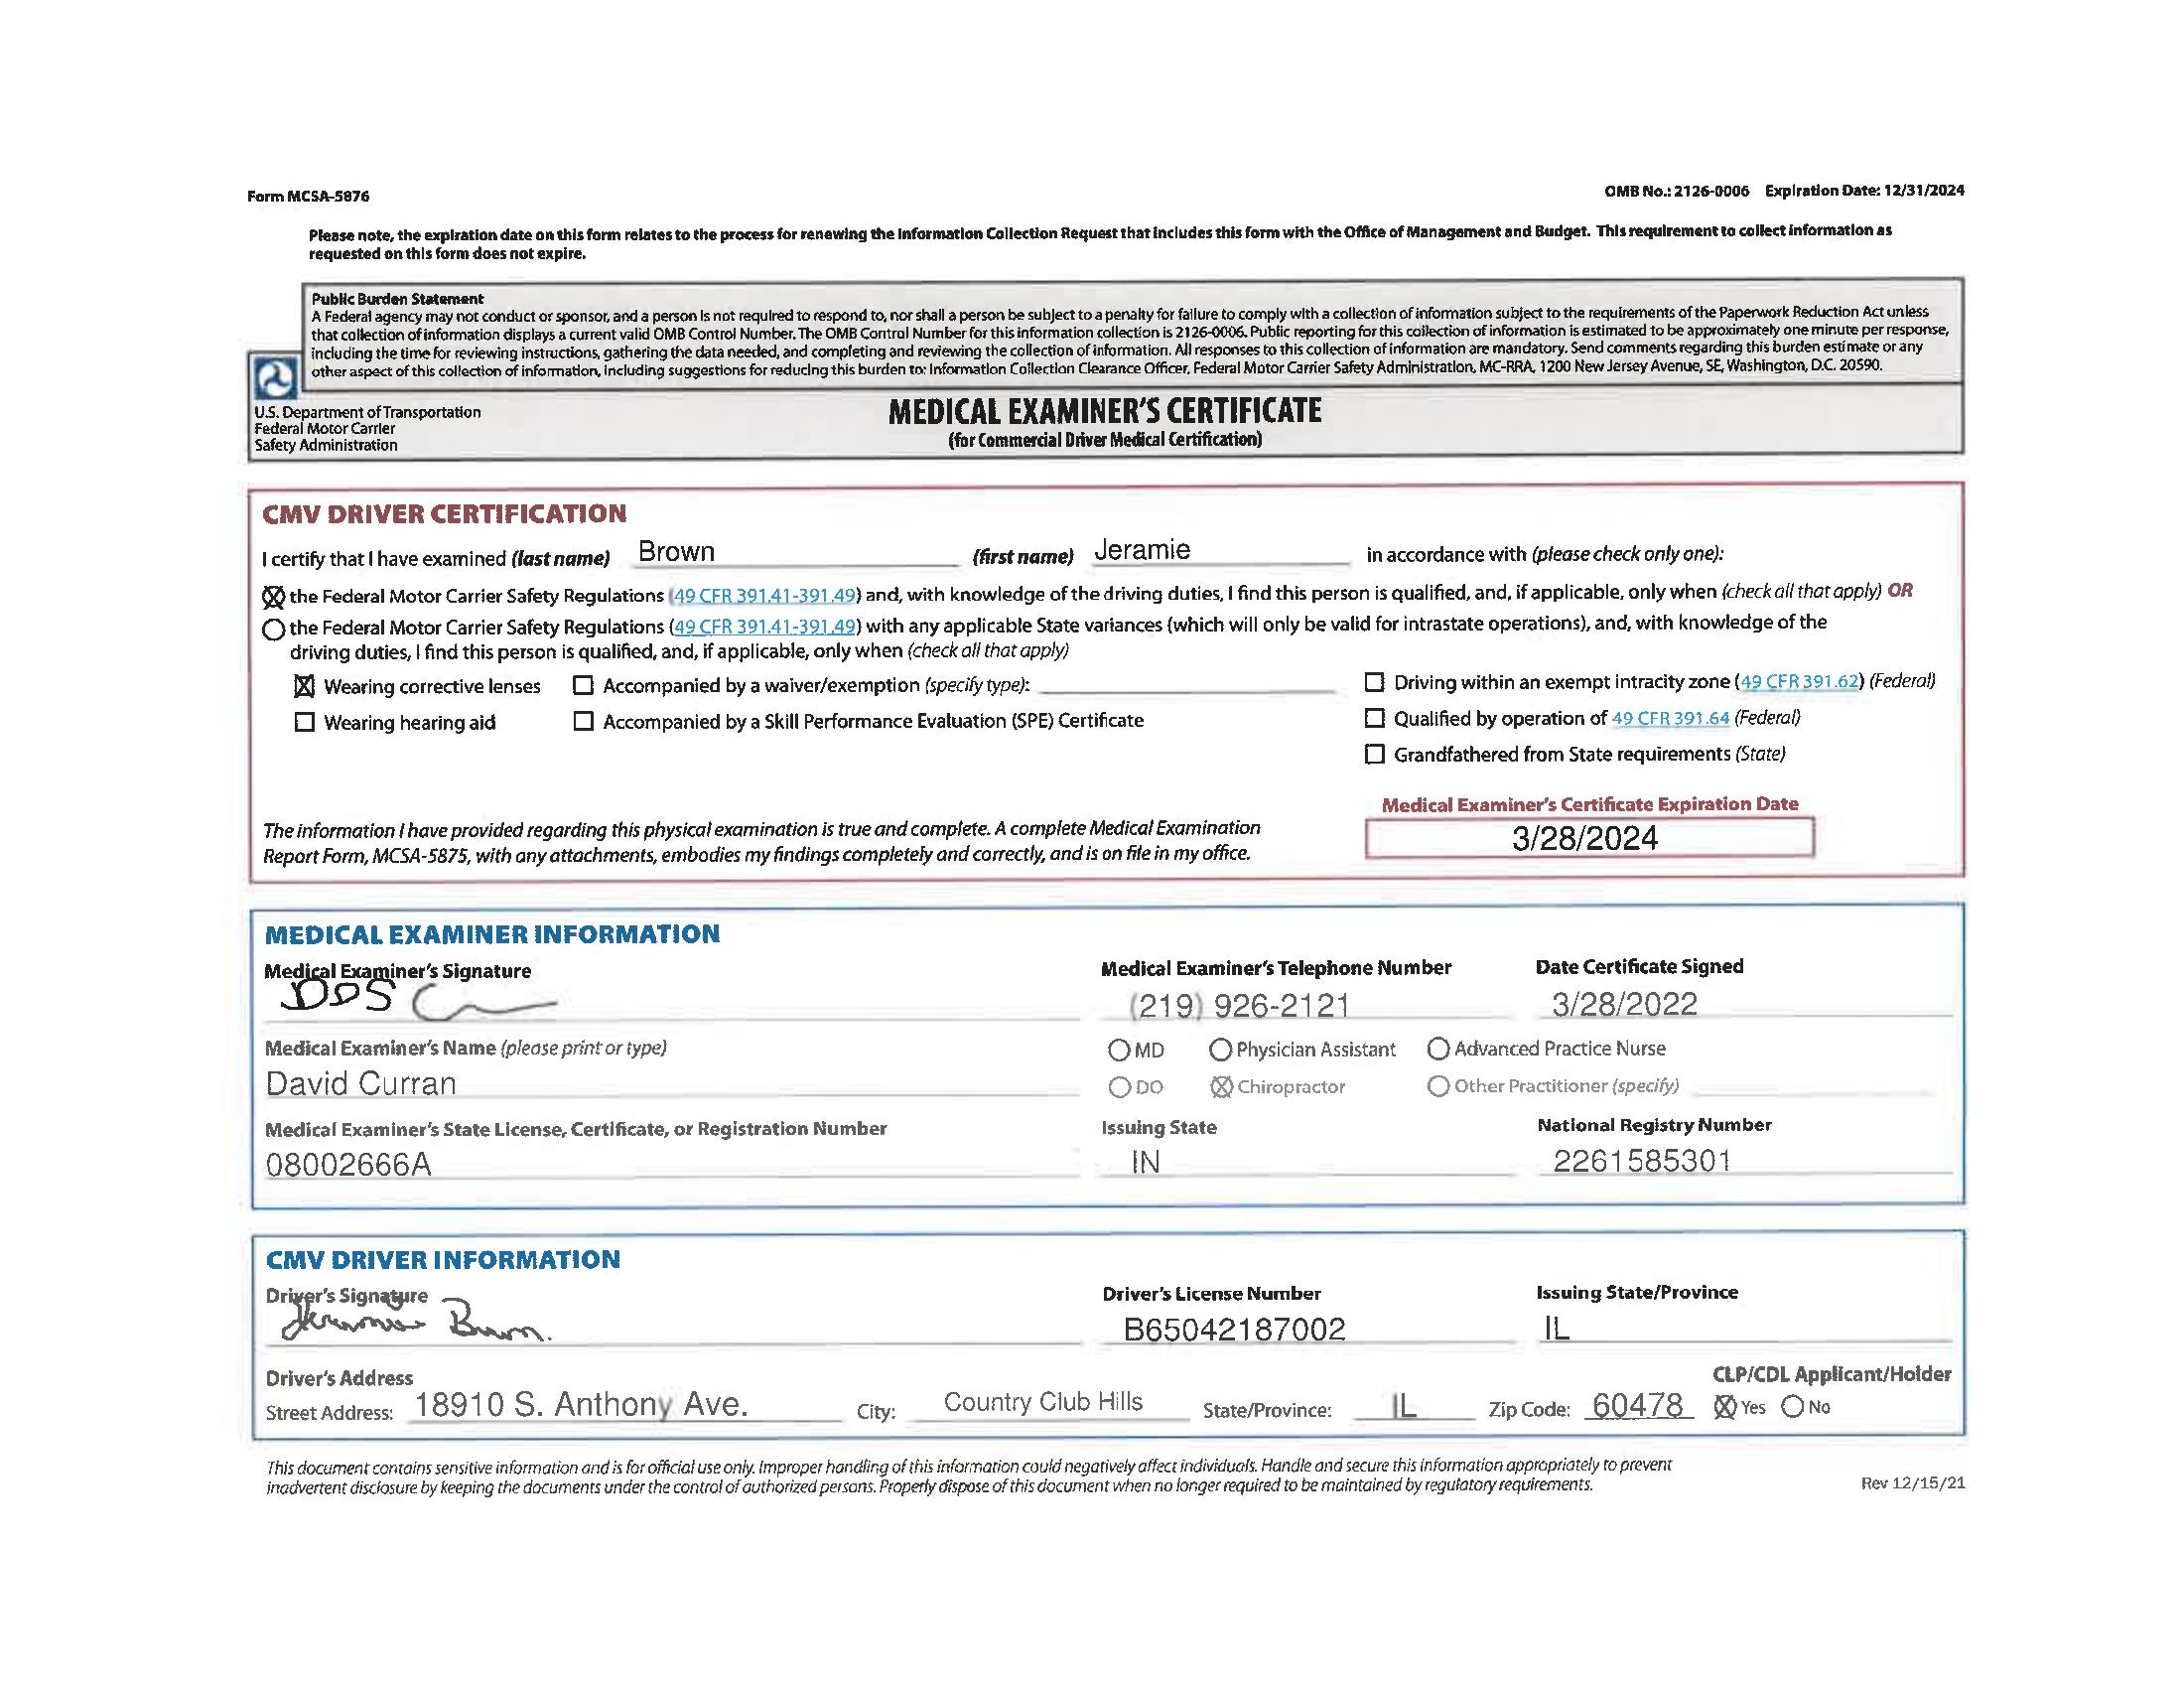 Form MCSA-5876
OMB No.: 2126-0006 Expiration Date: 12/31/2024
Please note, the expiration date on this form relates to the process for renewing the Information Collection Request that includes this form with the Office of Management and Budget. This requirement to collect information as
requested on this form does not expire.
Public Burden Statement
A Federal agency may not conduct or sponsor, and a person is not required to respond to, nor shall a person be subject to a penalty for failure to comply with a collection of information subject to the requirements of the Paperwork Reduction Act unless
that collection of information displays a current valid OMB Control Number. The OMB Control Number for this information collection is 2126-0006. Public reporting for this collection of information is estimated to be approximately one minute per response,
including the time for reviewing instructions, gathering the data needed, and completing and reviewing the collection of information. All responses to this collection of information are mandatory. Send comments regarding this burden estimate or any
other aspect of this collection of information, including suggestions for reducing this burden to: Information Collection Clearance Officer, Federal Motor Carrier Safety Administration, MC-RRA, 1200 New Jersey Avenue, SE, Washington, D.C. 20590.
U.S. Department of Transportation
Federal Motor Carrier
Safety Administration
MEDICAL EXAMINER'S CERTIFICATE
(for Commercial Driver Medical Certification)
CMV DRIVER CERTIFICATION
I certify that I have examined (last name) Brown (first name) Jeramie in accordance with (please check only one):
the Federal Motor Carrier Safety Regulations (49 CFR 391.41-391.49) and, with knowledge of the driving duties, I find this person is qualified, and, if applicable, only when (check all that apply) OR
the Federal Motor Carrier Safety Regulations (49 CFR 391.41-391.49) with any applicable State variances (which will only be valid for intrastate operations), and, with knowledge of the
driving duties, I find this person is qualified, and, if applicable, only when (check all that apply)
Wearing corrective lenses Accompanied by a waiver/exemption (specify type): Driving within an exempt intracity zone (49 CFR 391.62) (Federal)
Wearing hearing aid Accompanied by a Skill Performance Evaluation (SPE) Certificate Qualified by operation of 49 CFR 391.64 (Federal)
Grandfathered from State requirements (State)
Medical Examiner's Certificate Expiration Date
The information I have provided regarding this physical examination is true and complete. A complete Medical Examination
Report Form, MCSA-5875, with any attachments, embodies my findings completely and correctly, and is on file in my office.
3/28/2024
MEDICAL EXAMINER INFORMATION
Medical Examiner's Signature Medical Examiner's Telephone Number Date Certificate Signed
(219) 926-2121 3/28/2022
Medical Examiner's Name (please print or type) MD Physician Assistant Advanced Practice Nurse
David Curran DO Chiropractor Other Practitioner (specify)
Medical Examiner's State License, Certificate, or Registration Number Issuing State National Registry Number
08002666A IN 2261585301
CMV DRIVER INFORMATION
Driver's Signature Driver's License Number Issuing State/Province
B65042187002 IL
Driver's Address CLP/CDL Applicant/Holder
Street Address: 18910 S. Anthony Ave. City: Country Club Hills State/Province: IL Zip Code: 60478 Yes No
This document contains sensitive information and is for official use only. Improper handling of this information could negatively affect individuals. Handle and secure this information appropriately to prevent
inadvertent disclosure by keeping the documents under the control of authorized persons. Properly dispose of this document when no longer required to be maintained by regulatory requirements.
Rev 12/15/21